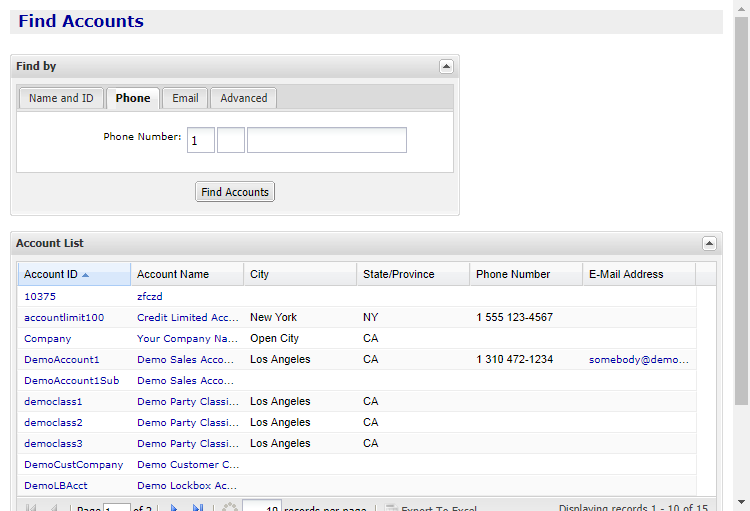 Find Accounts
Find by
Name and ID Phone Email Advanced
Phone Number: 1
Find Accounts
Account List
Account ID Account Name City State/Province Phone Number E-Mail Address
10375 zfczd
accountlimit100 Credit Limited Acc... New York NY 1 555 123-4567
Company Your Company Na... Open City CA
DemoAccount1 Demo Sales Acco... Los Angeles CA 1 310 472-1234 somebody@demo...
DemoAccount1Sub Demo Sales Acco...
democlass1 Demo Party Classi... Los Angeles CA
democlass2 Demo Party Classi... Los Angeles CA
democlass3 Demo Party Classi... Los Angeles CA
DemoCustCompany Demo Customer C...
DemoLBAcct Demo Lockbox Ac...
Page 1 of 2 10 records per page Export To Excel Displaying records 1 - 10 of 15